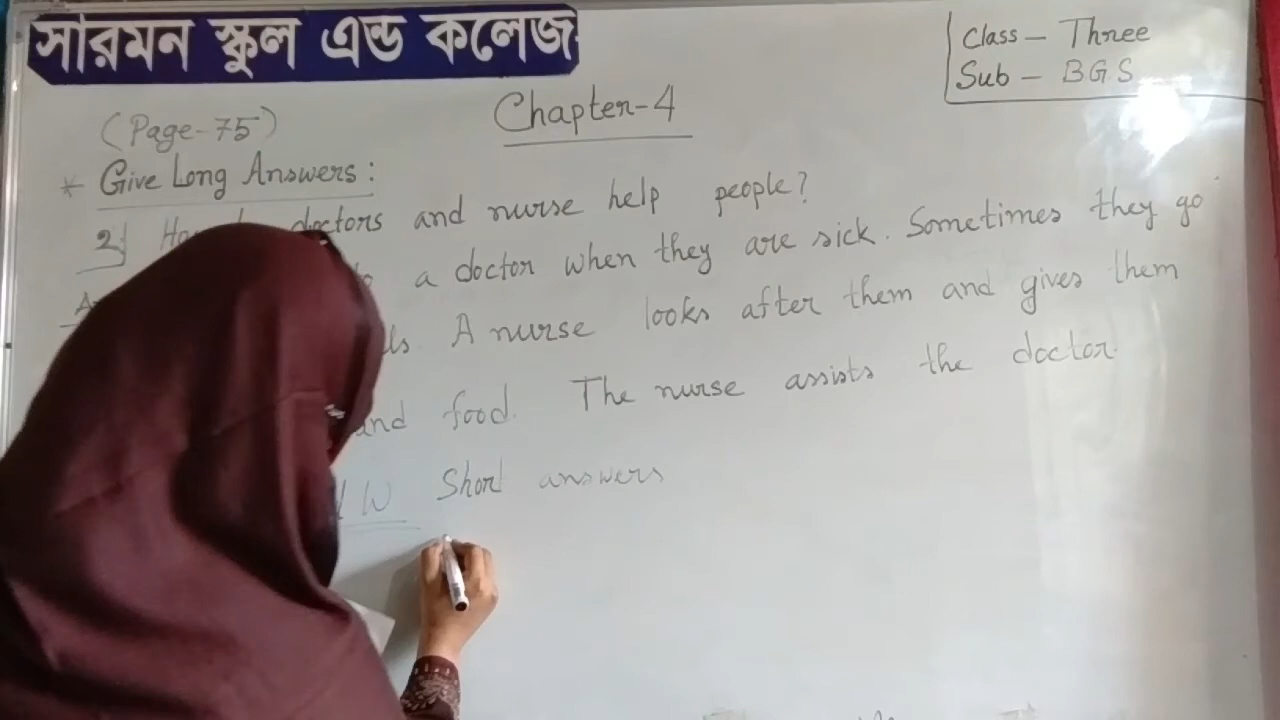 সারমন স্কুল এন্ড কলেজ
Class - Three
Sub - BGS
Chapter-4
(Page-75)
* Give Long Answers:
2) doctors and nurse help people?
a doctor when they are sick. Sometimes they go
A nurse looks after them and gives them
and food. The nurse assists the doctor.
W Short answers